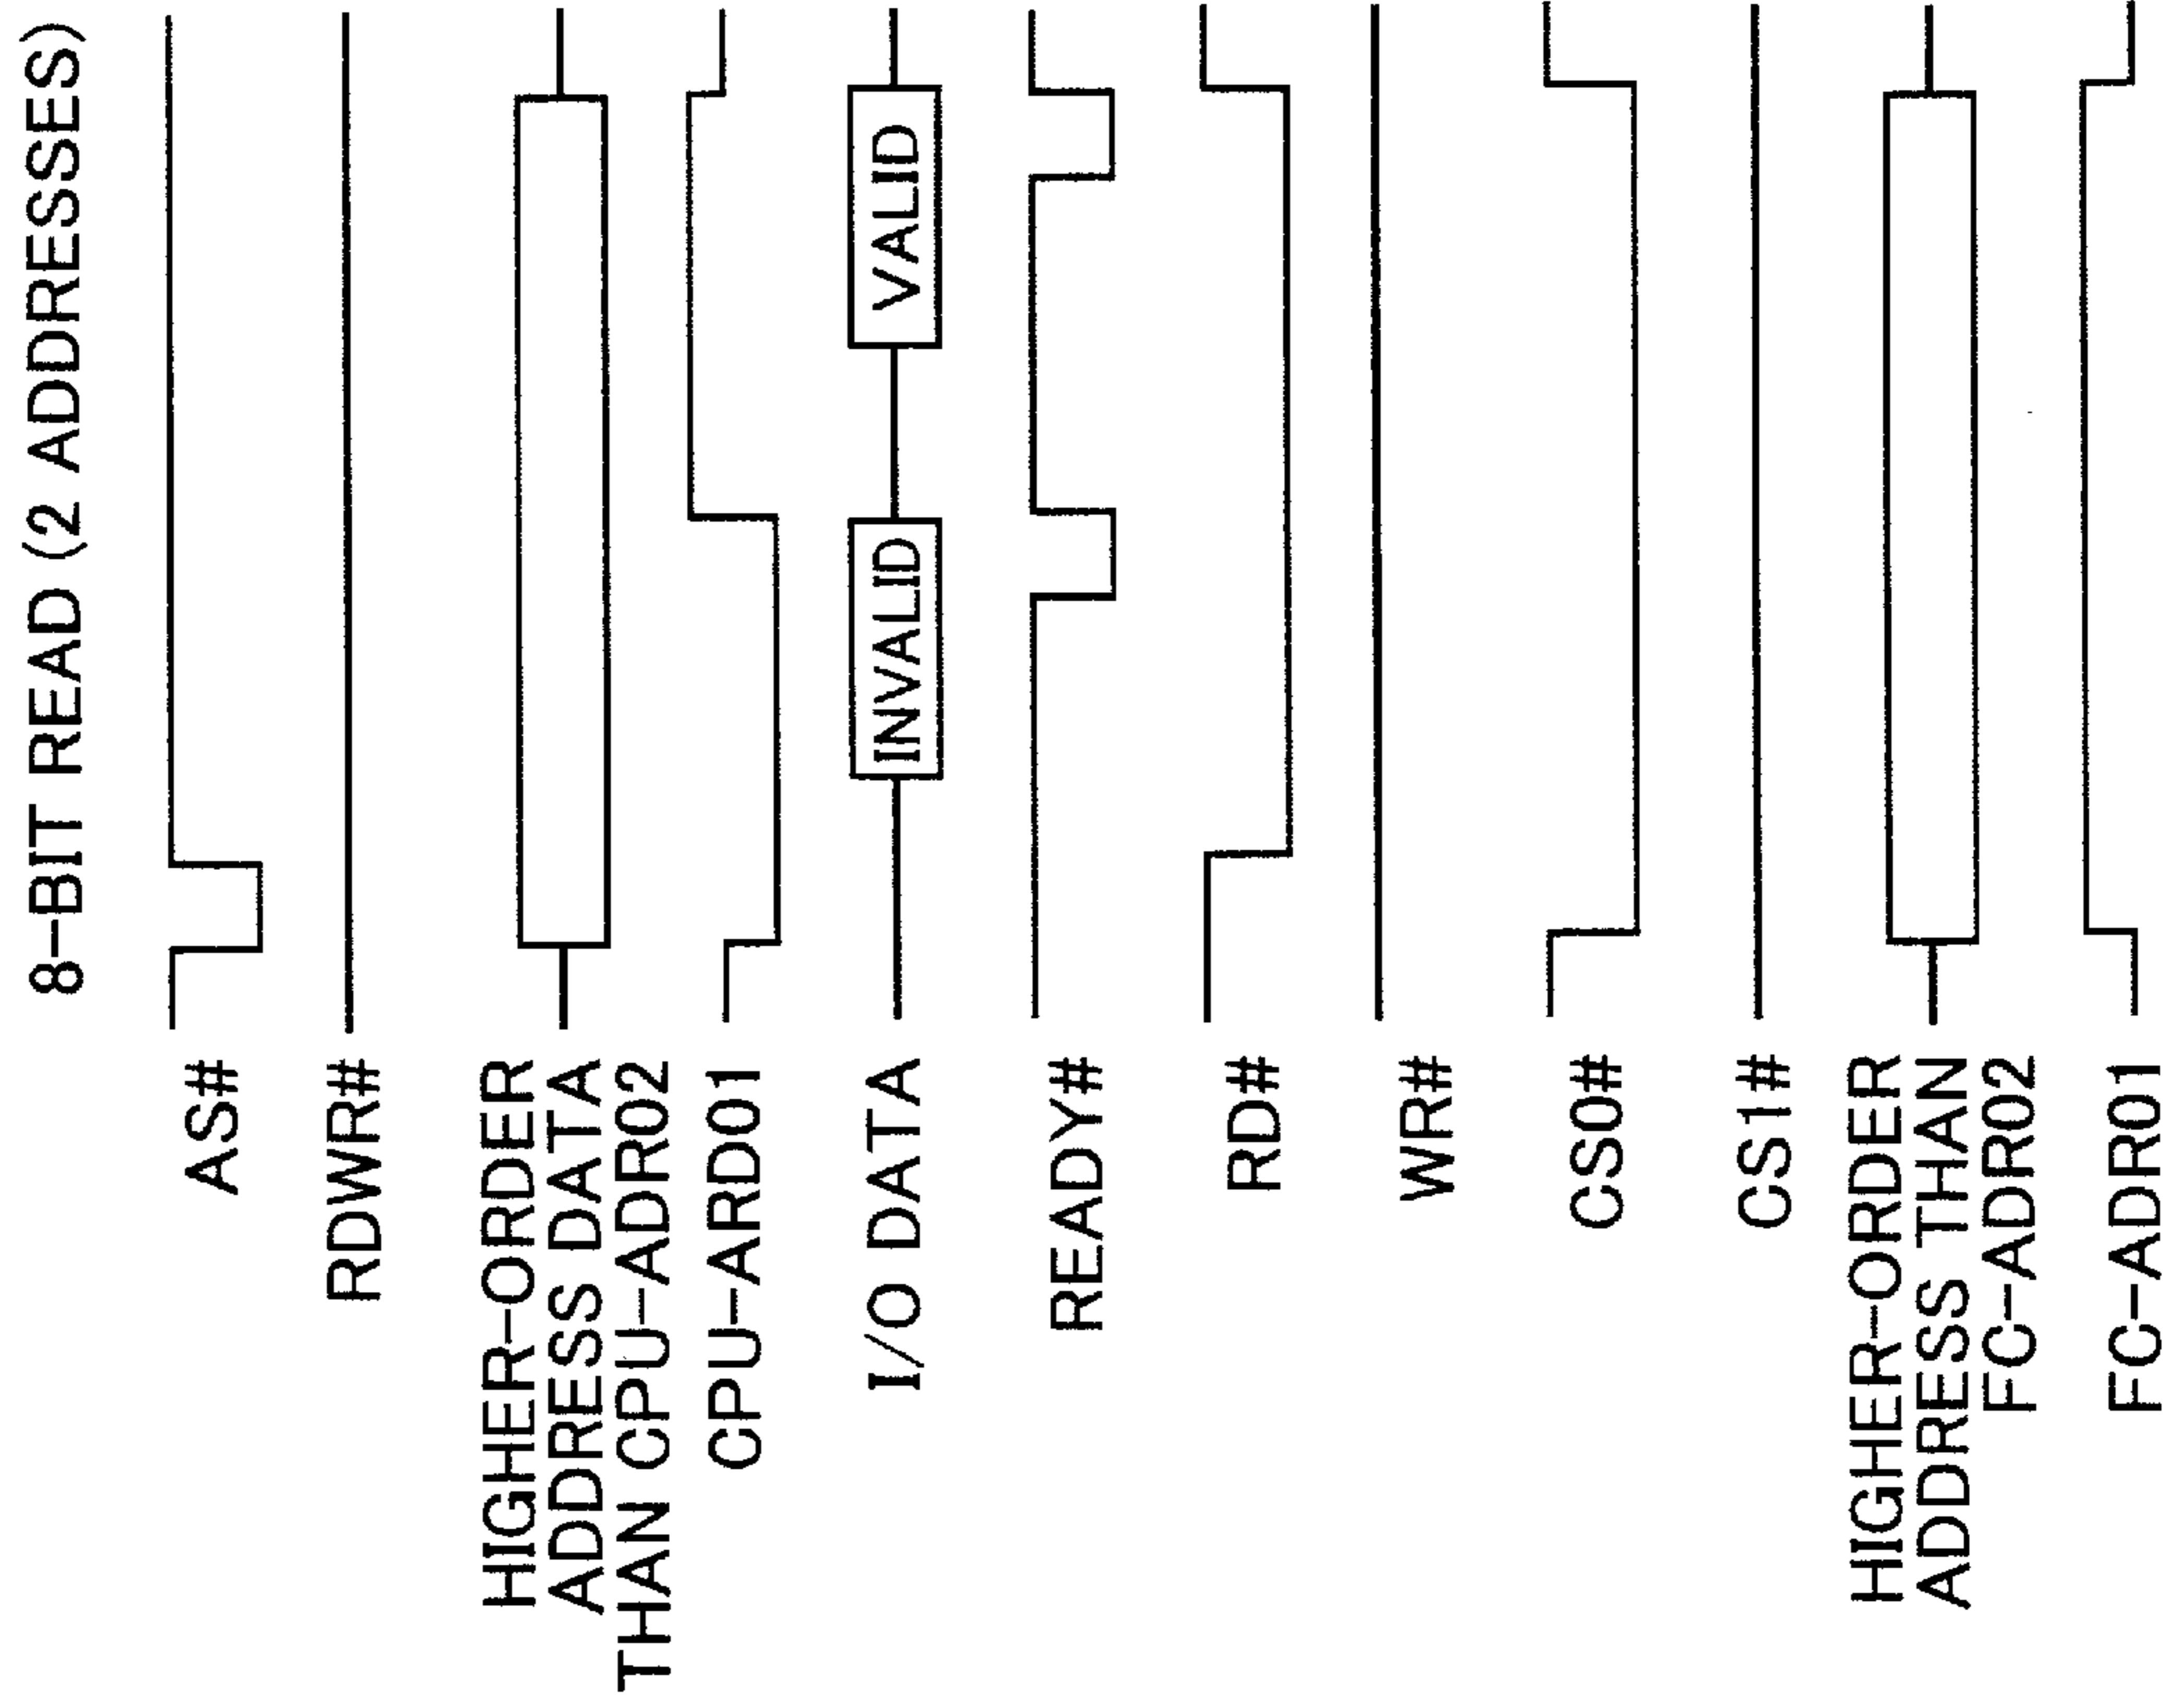 8-BIT READ (2 ADDRESSES)
AS#
RDWR#
HIGHER-ORDER
ADDRESS DATA
THAN CPU-ADR02
CPU-ARD01
I/O DATA
INVALID
VALID
READY#
RD#
WR#
CS0#
CS1#
HIGHER-ORDER
ADDRESS THAN
FC-ADR02
FC-ADR01